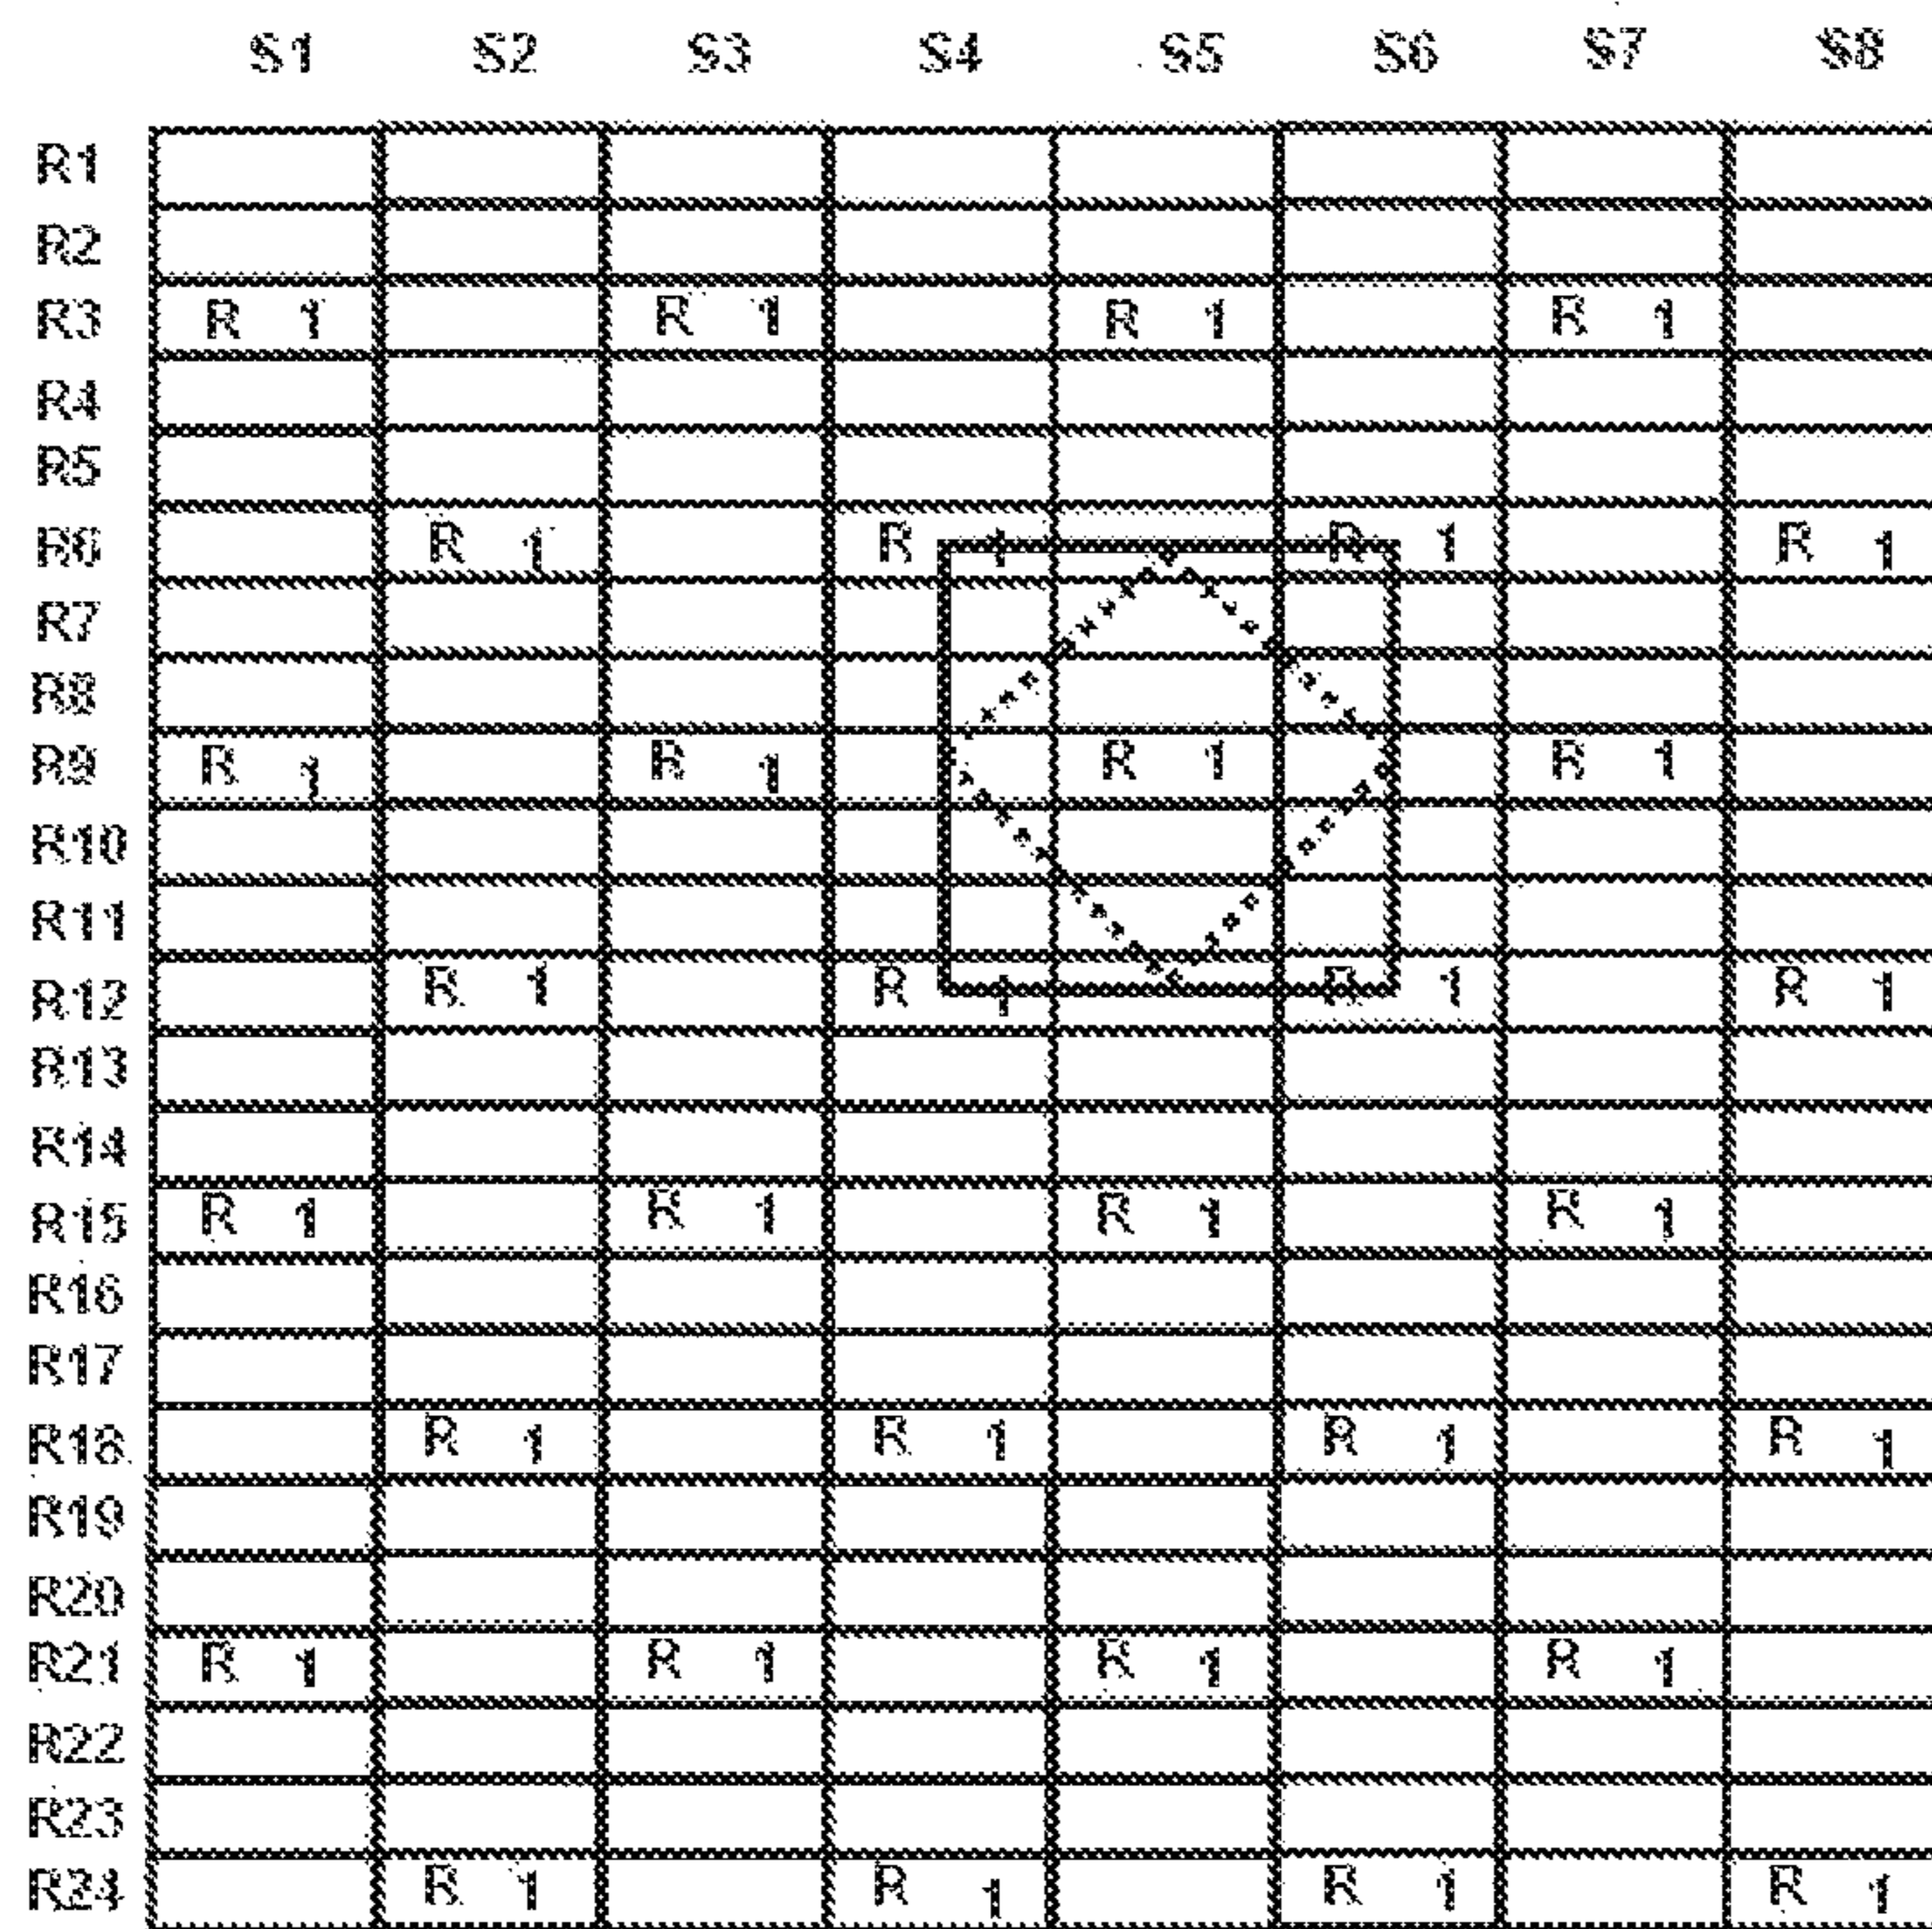 S1 S2 S3 S4 S5 S6 S7 S8
R1
R2
R3 R 1 R 1 R 1 R 1
R4
R5
R6 R 1 R 1 R 1 R 1
R7
R8
R9 R 1 R 1 R 1 R 1
R10
R11
R12 R 1 R 1 R 1 R 1
R13
R14
R15 R 1 R 1 R 1 R 1
R16
R17
R18 R 1 R 1 R 1 R 1
R19
R20
R21 R 1 R 1 R 1 R 1
R22
R23
R24 R 1 R 1 R 1 R 1